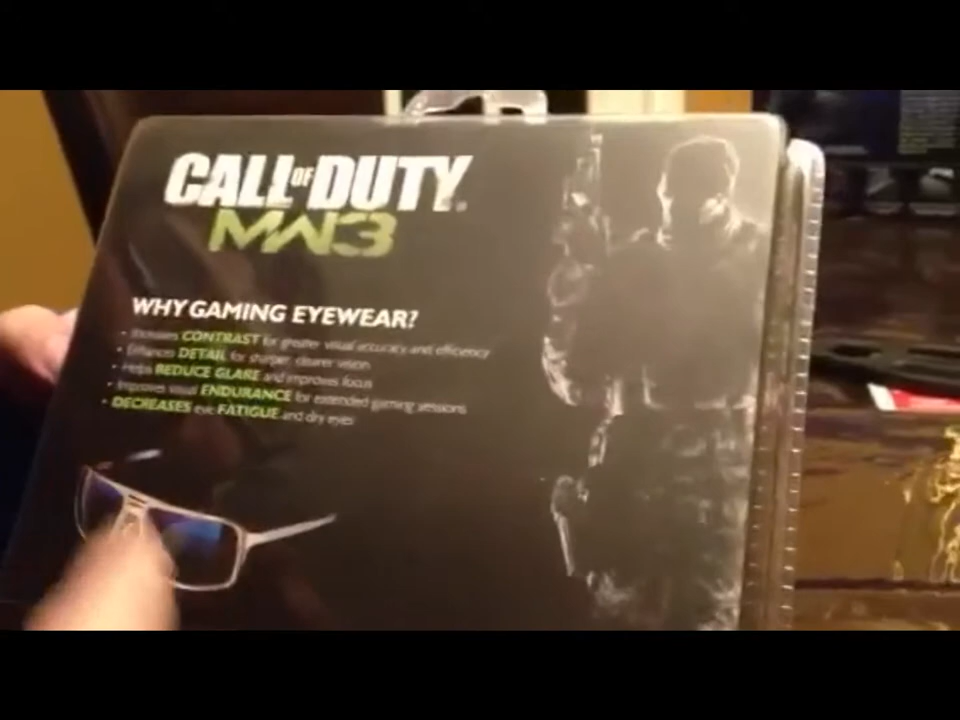 CALL OF DUTY®
MW3
WHY GAMING EYEWEAR?
• Increases CONTRAST for greater visual accuracy and efficiency
• Enhances DETAIL for sharper, clearer vision
• Helps REDUCE GLARE and improves focus
• Improves visual ENDURANCE for extended gaming sessions
• DECREASES eye FATIGUE and dry eyes